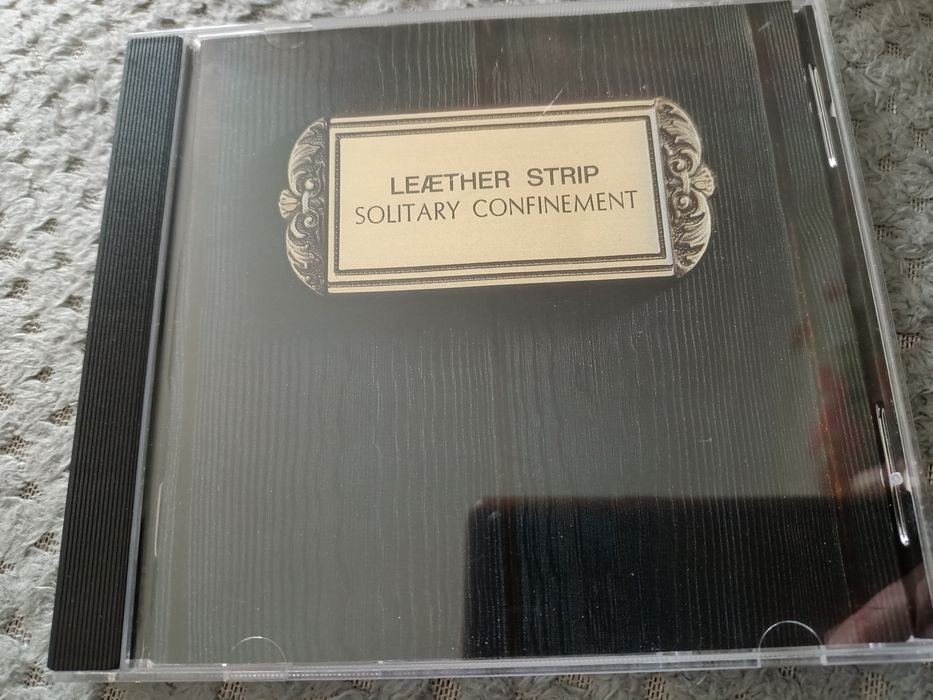 LEÆTHER STRIP
SOLITARY CONFINEMENT